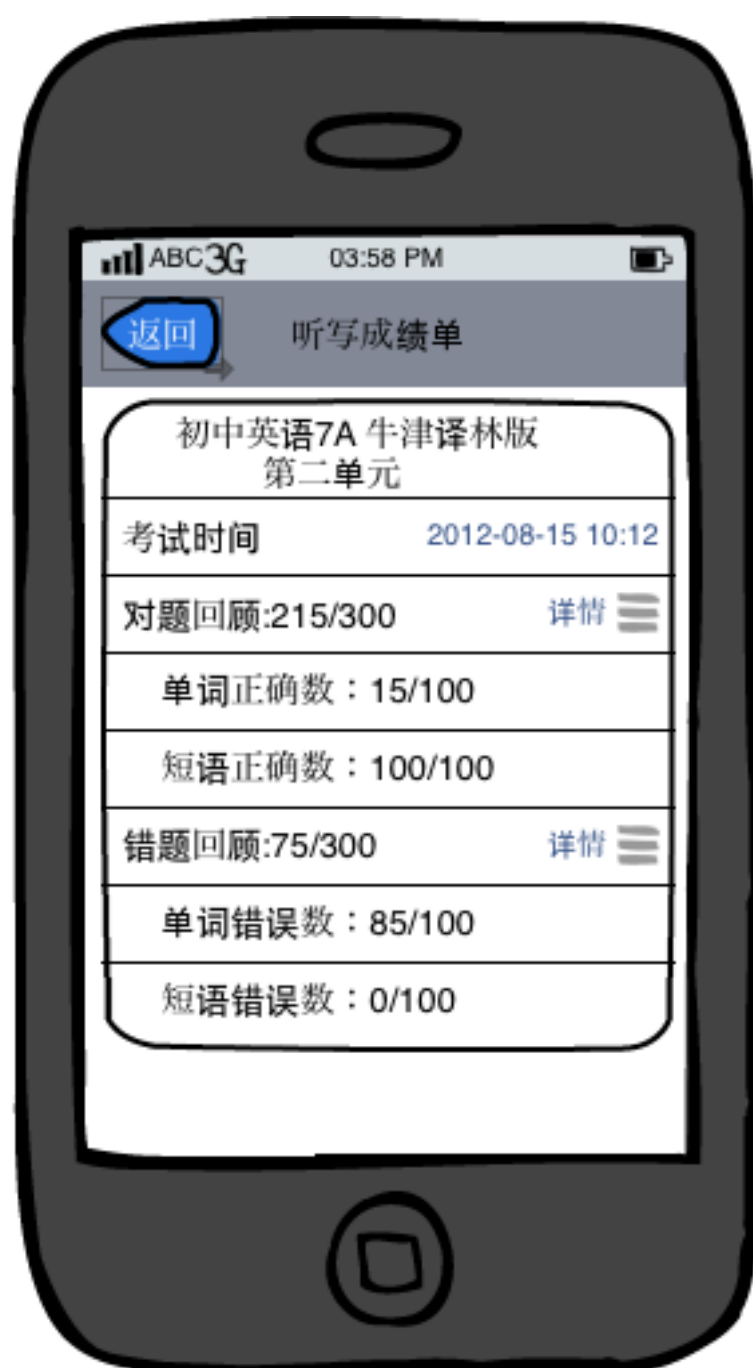 ABC 3G 03:58 PM
返回 听写成绩单
初中英语7A 牛津译林版
第二单元
考试时间 2012-08-15 10:12
对题回顾:215/300 详情
单词正确数：15/100
短语正确数：100/100
错题回顾:75/300 详情
单词错误数：85/100
短语错误数：0/100